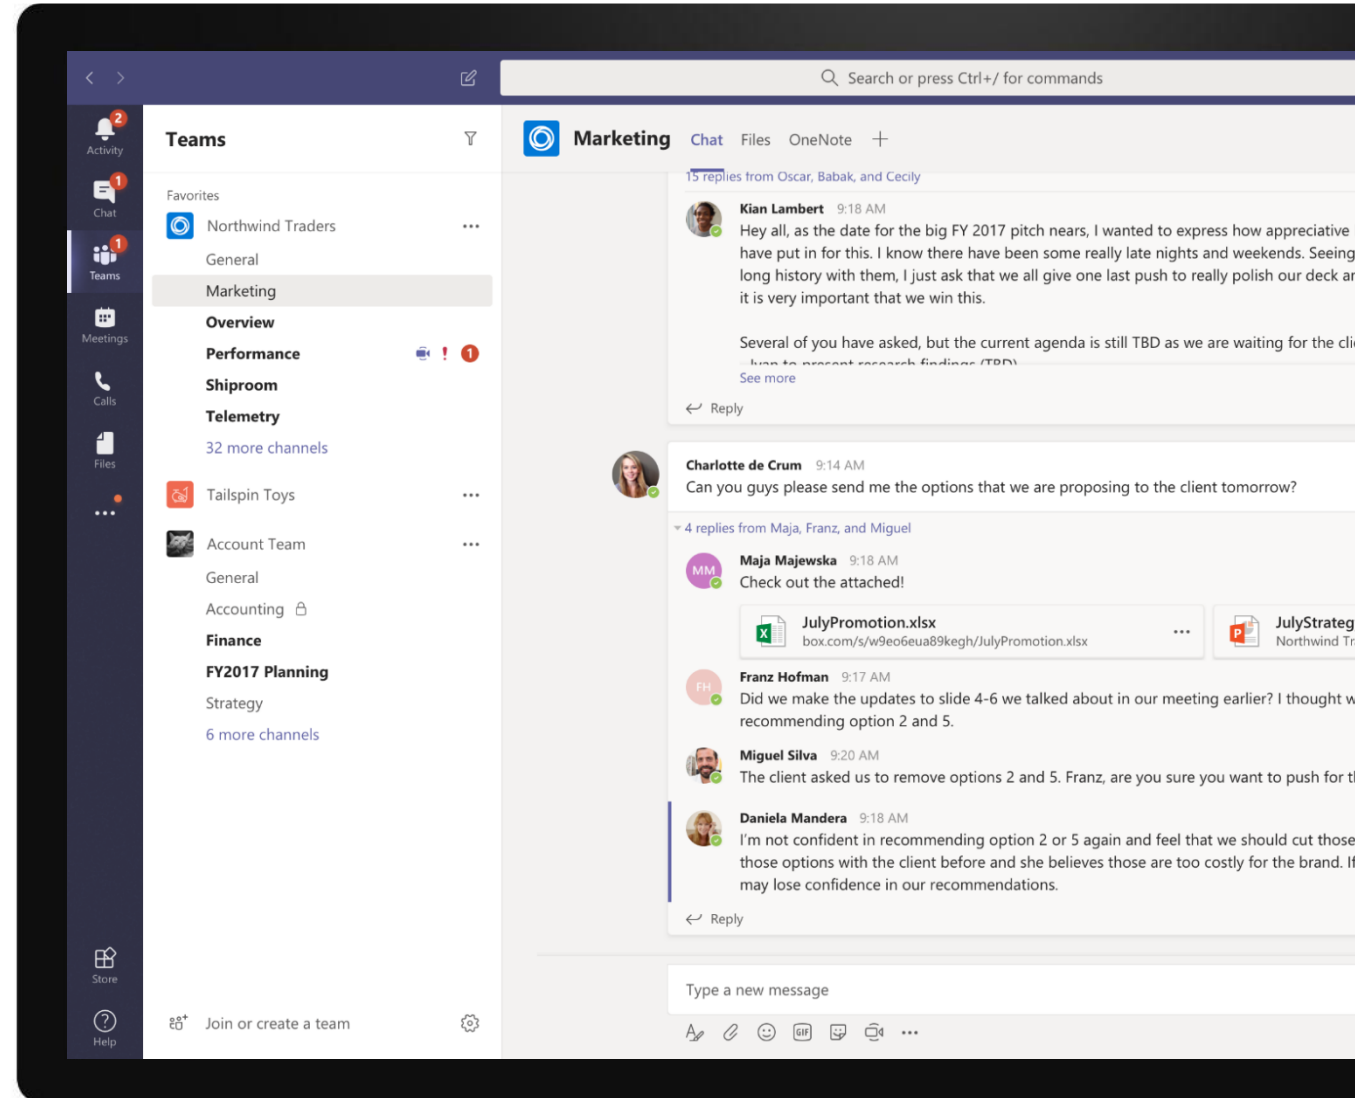 Search or press Ctrl+/ for commands
2
Activity
1
Chat
1
Teams
Meetings
Calls
Files
Store
Help
Teams
Favorites
Northwind Traders
General
Marketing
Overview
Performance ! 1
Shiproom
Telemetry
32 more channels
Tailspin Toys
Account Team
General
Accounting
Finance
FY2017 Planning
Strategy
6 more channels
Join or create a team
Marketing Chat Files OneNote
15 replies from Oscar, Babak, and Cecily
Kian Lambert 9:18 AM
Hey all, as the date for the big FY 2017 pitch nears, I wanted to express how appreciative
have put in for this. I know there have been some really late nights and weekends. Seeing
long history with them, I just ask that we all give one last push to really polish our deck
it is very important that we win this.
Several of you have asked, but the current agenda is still TBD as we are waiting for the
to present research findings (TBD)
See more
Reply
Charlotte de Crum 9:14 AM
Can you guys please send me the options that we are proposing to the client tomorrow?
4 replies from Maja, Franz, and Miguel
MM
Maja Majewska 9:18 AM
Check out the attached!
JulyPromotion.xlsx
box.com/s/w9eo6eua89kegh/JulyPromotion.xlsx
JulyStrateg
Northwind Tr
FH
Franz Hofman 9:17 AM
Did we make the updates to slide 4-6 we talked about in our meeting earlier? I thought
recommending option 2 and 5.
Miguel Silva 9:20 AM
The client asked us to remove options 2 and 5. Franz, are you sure you want to push for
Daniela Mandera 9:18 AM
I'm not confident in recommending option 2 or 5 again and feel that we should cut those
those options with the client before and she believes those are too costly for the brand. If
may lose confidence in our recommendations.
Reply
Type a new message
GIF